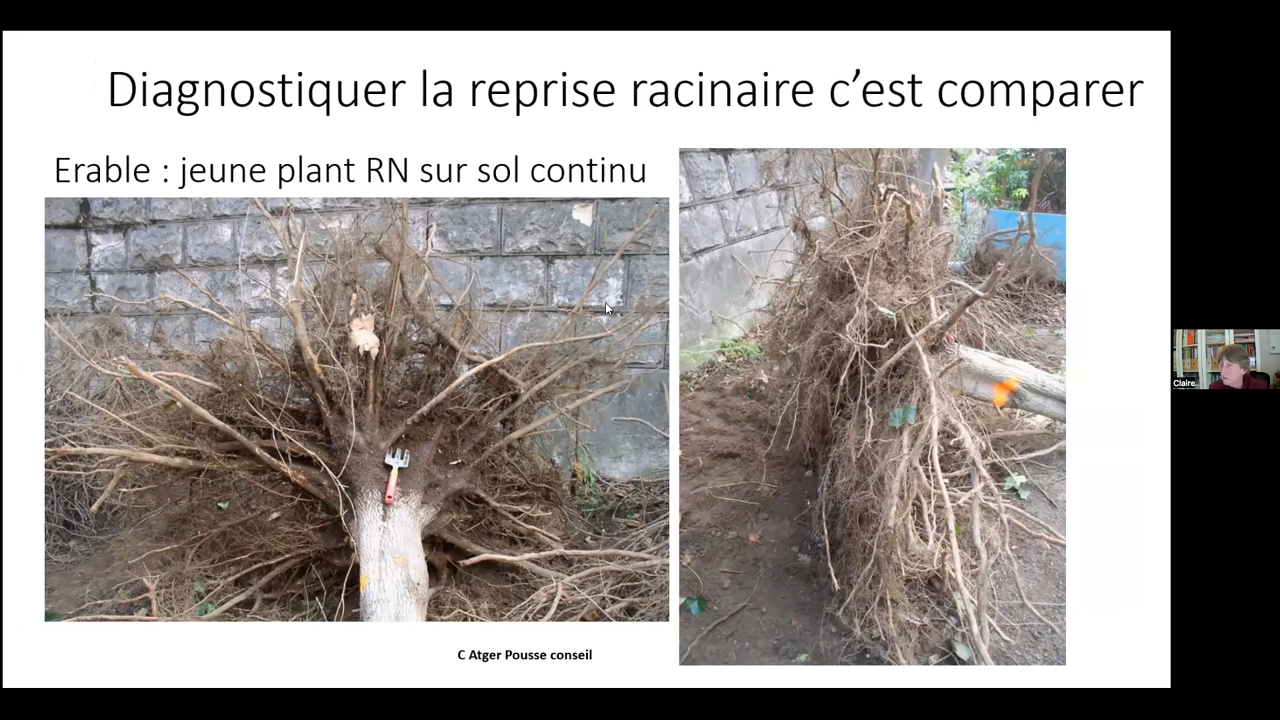 Diagnostiquer la reprise racinaire c’est comparer
Erable : jeune plant RN sur sol continu
Claire...
C Atger Pousse conseil